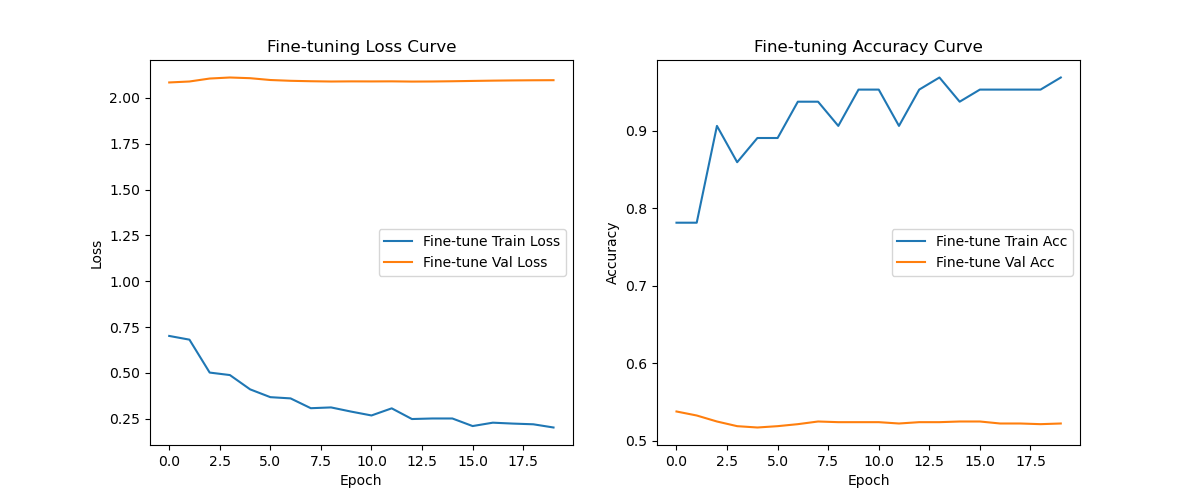 Fine-tuning Loss Curve
Loss
2.00
1.75
1.50
1.25
1.00
0.75
0.50
0.25
Fine-tune Train Loss
Fine-tune Val Loss
0.0 2.5 5.0 7.5 10.0 12.5 15.0 17.5
Epoch
Fine-tuning Accuracy Curve
Accuracy
0.9
0.8
0.7
0.6
0.5
Fine-tune Train Acc
Fine-tune Val Acc
0.0 2.5 5.0 7.5 10.0 12.5 15.0 17.5
Epoch